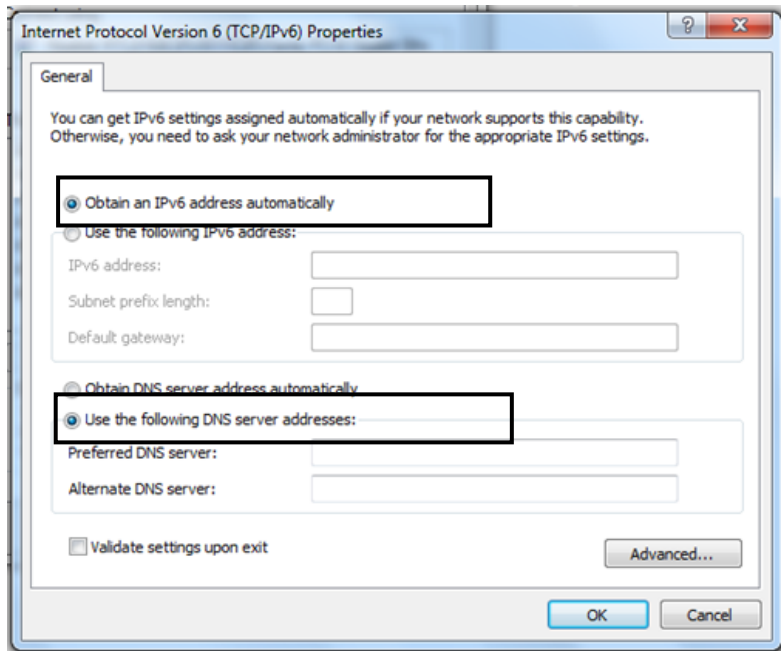 Internet Protocol Version 6 (TCP/IPv6) Properties
General
You can get IPv6 settings assigned automatically if your network supports this capability.
Otherwise, you need to ask your network administrator for the appropriate IPv6 settings.
Obtain an IPv6 address automatically
Use the following IPv6 address:
IPv6 address:
Subnet prefix length:
Default gateway:
Obtain DNS server address automatically
Use the following DNS server addresses:
Preferred DNS server:
Alternate DNS server:
Validate settings upon exit
Advanced...
OK
Cancel